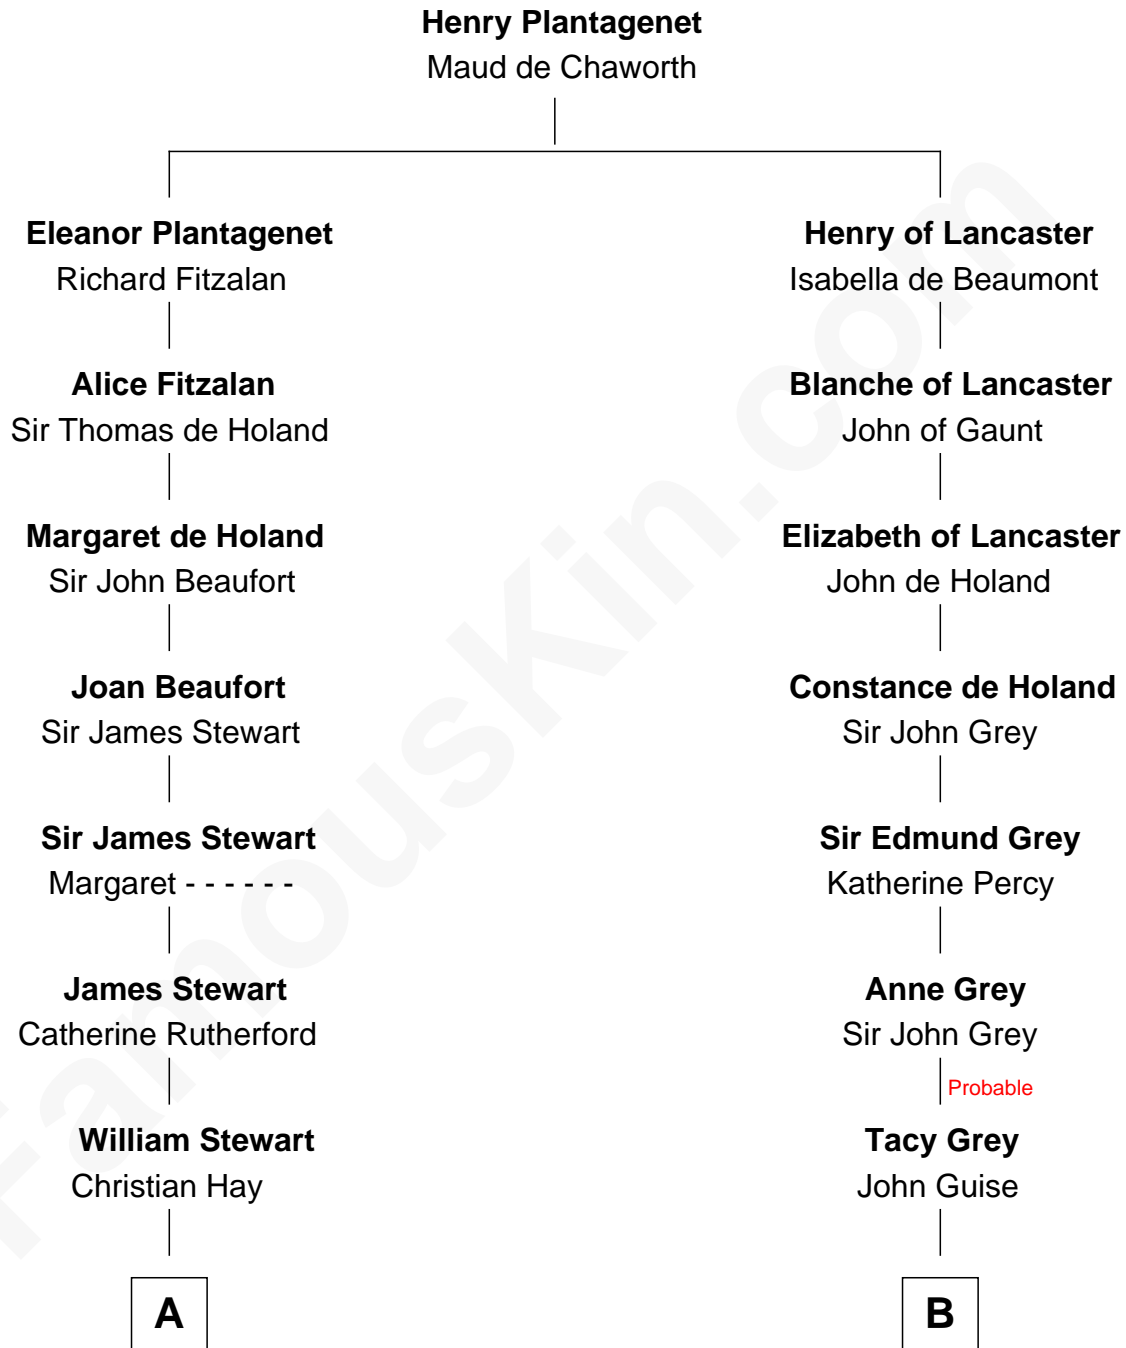 Henry Plantagenet
Maud de Chaworth
Eleanor Plantagenet
Richard Fitzalan
Alice Fitzalan
Sir Thomas de Holand
Margaret de Holand
Sir John Beaufort
Joan Beaufort
Sir James Stewart
Sir James Stewart
Margaret - - - - - -
James Stewart
Catherine Rutherford
William Stewart
Christian Hay
A
Henry of Lancaster
Isabella de Beaumont
Blanche of Lancaster
John of Gaunt
Elizabeth of Lancaster
John de Holand
Constance de Holand
Sir John Grey
Sir Edmund Grey
Katherine Percy
Anne Grey
Sir John Grey
Probable
Tacy Grey
John Guise
B
FamousKin.com